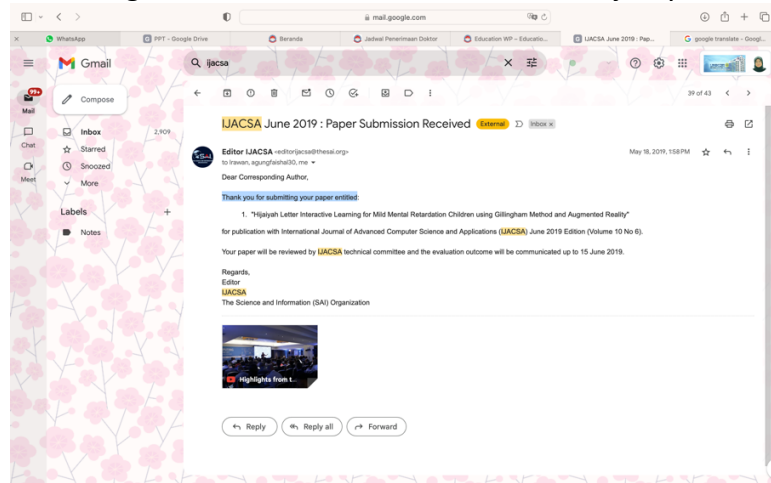 mail.google.com
WhatsApp
PPT - Google Drive
Beranda
Jadwal Penerimaan Doktor
Education WP – Educatio...
IJACSA June 2019 : Pap...
google translate - Googl...
Gmail
ijacsa
99+
Mail
Compose
39 of 43
Chat
Meet
Inbox 2,909
Starred
Snoozed
More
Labels
Notes
IJACSA June 2019 : Paper Submission Received External Inbox x
Editor IJACSA <editorijacsa@thesai.org>
May 18, 2019, 1:58 PM
to Irawan, agungfaishal30, me
Dear Corresponding Author,
Thank you for submitting your paper entitled:
1. "Hijaiyah Letter Interactive Learning for Mild Mental Retardation Children using Gillingham Method and Augmented Reality"
for publication with International Journal of Advanced Computer Science and Applications (IJACSA) June 2019 Edition (Volume 10 No 6).
Your paper will be reviewed by IJACSA technical committee and the evaluation outcome will be communicated up to 15 June 2019.
Regards,
Editor
IJACSA
The Science and Information (SAI) Organization
Highlights from t...
Reply
Reply all
Forward